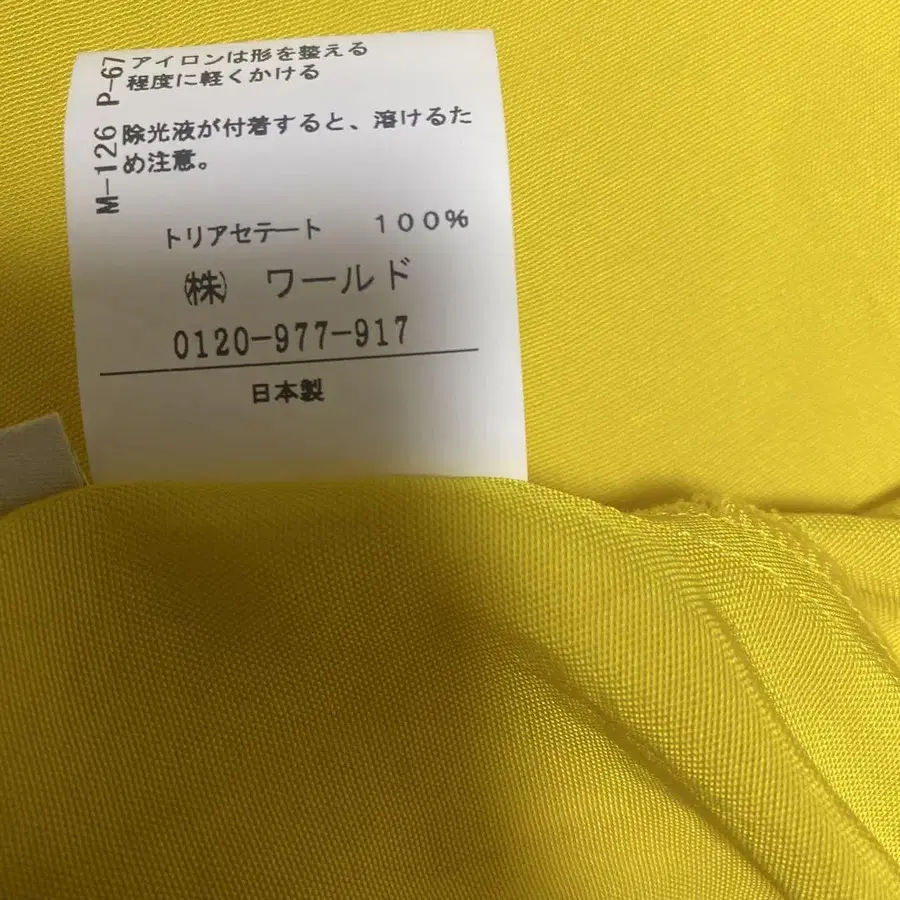 アイロンは形を整える
程度に軽くかける
除光液が付着すると、溶けるた
め注意。
M-126 P-67
トリアセテート 100%
㈱ ワールド
0120-977-917
日本製